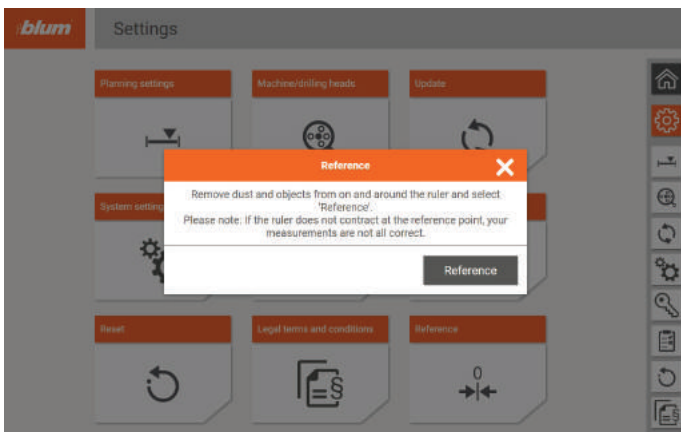 blum
Settings
Planning settings
Machine/drilling heads
Update
Reference
Remove dust and objects from on and around the ruler and select
'Reference'.
Please note: If the ruler does not contract at the reference point, your
measurements are not all correct.
Reference
System setting
Reset
Legal terms and conditions
Reference
§
0
§